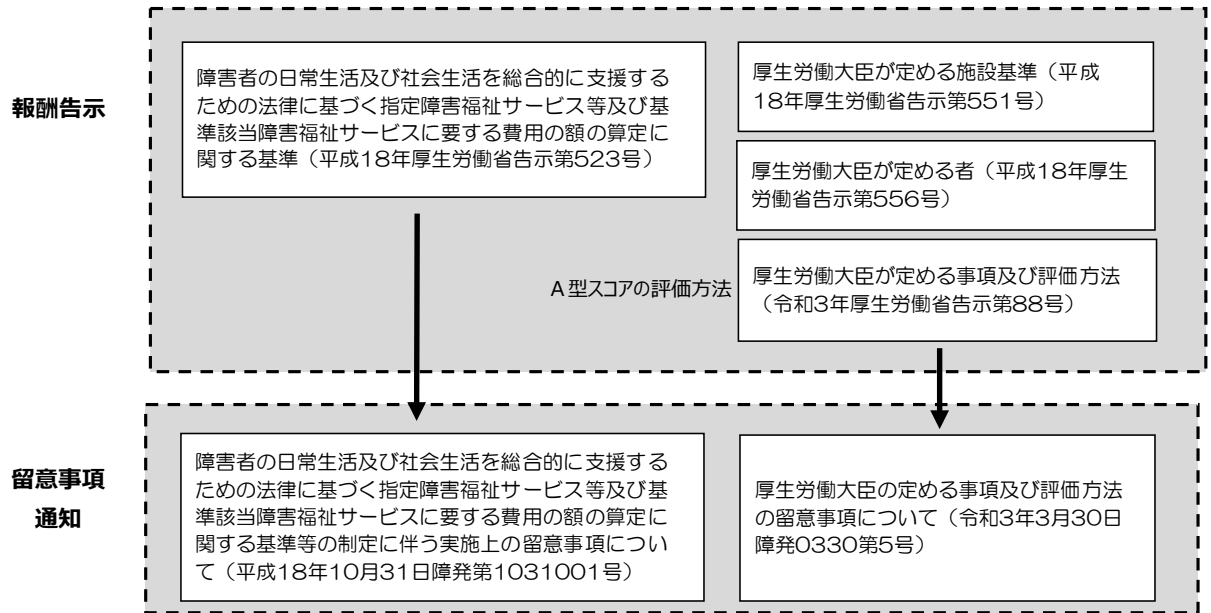 報酬告示
障害者の日常生活及び社会生活を総合的に支援する
ための法律に基づく指定障害福祉サービス等及び基
準該当障害福祉サービスに要する費用の額の算定に
関する基準（平成18年厚生労働省告示第523号）
厚生労働大臣が定める施設基準（平成
18年厚生労働省告示第551号）
厚生労働大臣が定める者（平成18年厚生
労働省告示第556号）
A型スコアの評価方法
厚生労働大臣が定める事項及び評価方法
（令和3年厚生労働省告示第88号）
留意事項
通知
障害者の日常生活及び社会生活を総合的に支援する
ための法律に基づく指定障害福祉サービス等及び基
準該当障害福祉サービスに要する費用の額の算定に
関する基準等の制定に伴う実施上の留意事項につい
て（平成18年10月31日障発第1031001号）
厚生労働大臣の定める事項及び評価方法
の留意事項について（令和3年3月30日
障発0330第5号）